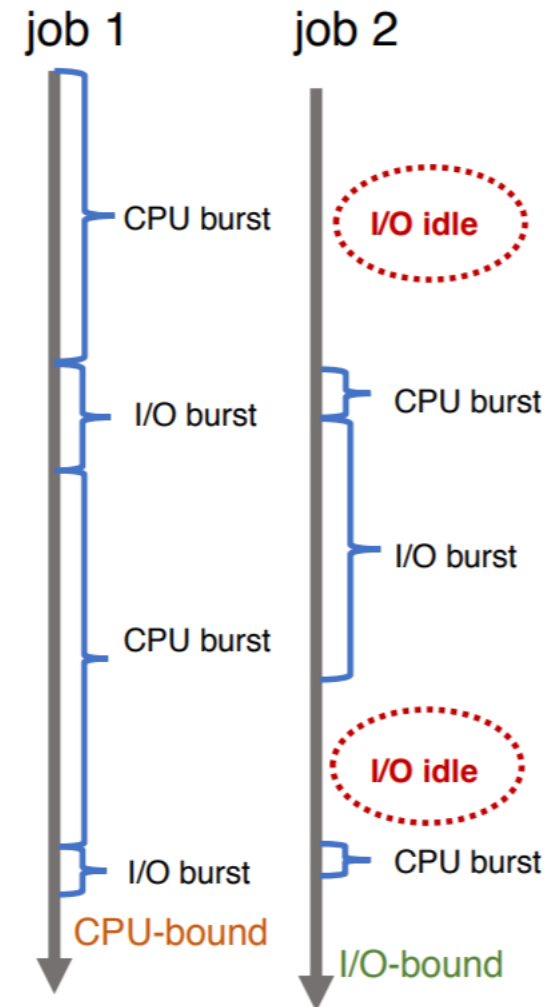 job 1
job 2
CPU burst
I/O idle
CPU burst
I/O burst
I/O burst
CPU burst
I/O idle
CPU burst
I/O burst
CPU-bound
I/O-bound